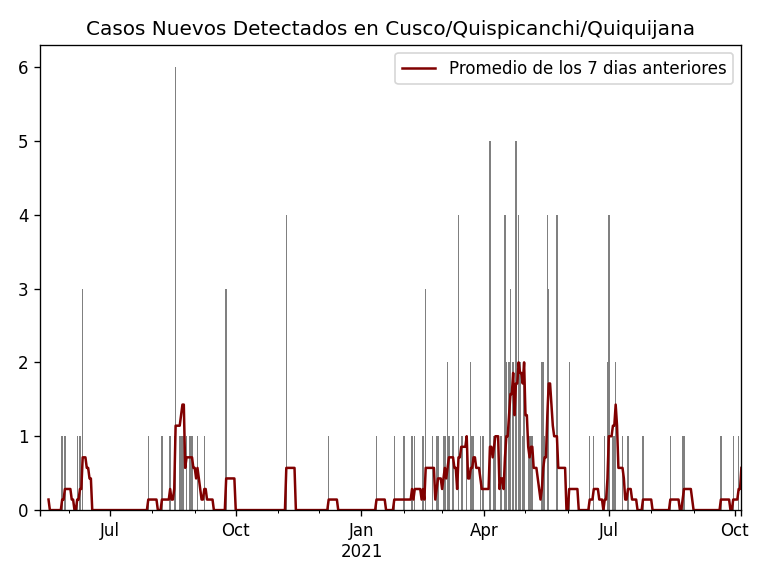 Casos Nuevos Detectados en Cusco/Quispicanchi/Quiquijana
Promedio de los 7 dias anteriores
6
5
4
3
2
1
0
Jul Oct Jan Apr Jul Oct
2021